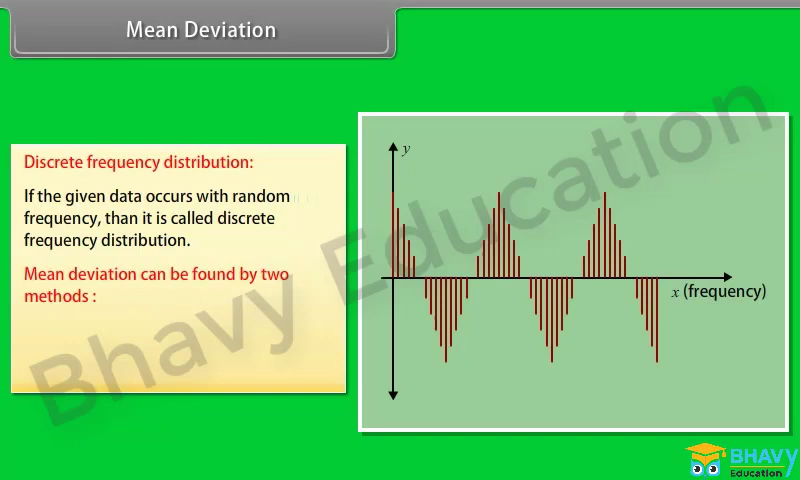 Mean Deviation
Discrete frequency distribution:
If the given data occurs with random
frequency, than it is called discrete
frequency distribution.
Mean deviation can be found by two
methods :
y
x (frequency)
Bhavy Education
BHAVY
Education